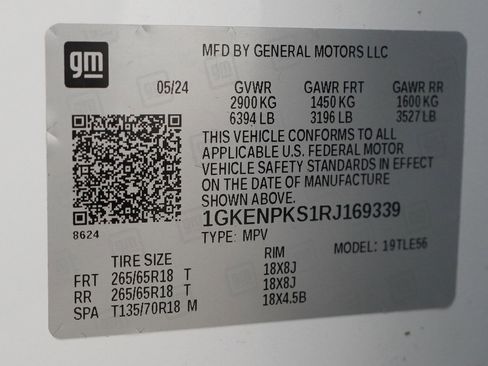 gm
MFD BY GENERAL MOTORS LLC
05/24 GVWR GAWR FRT GAWR RR
2900 KG 1450 KG 1600 KG
6394 LB 3196 LB 3527 LB
THIS VEHICLE CONFORMS TO ALL
APPLICABLE U.S. FEDERAL MOTOR
VEHICLE SAFETY STANDARDS IN EFFECT
ON THE DATE OF MANUFACTURE
SHOWN ABOVE.
1GKENPKS1RJ169339
8624
TYPE: MPV MODEL: 19TLE56
TIRE SIZE RIM
FRT 265/65R18 T 18X8J
RR 265/65R18 T 18X8J
SPA T135/70R18 M 18X4.5B